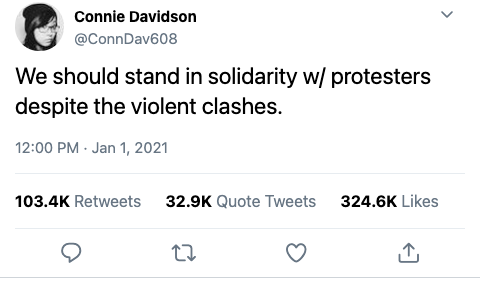 Connie Davidson
@ConnDav608
We should stand in solidarity w/ protesters
despite the violent clashes.
12:00 PM · Jan 1, 2021
103.4K Retweets 32.9K Quote Tweets 324.6K Likes